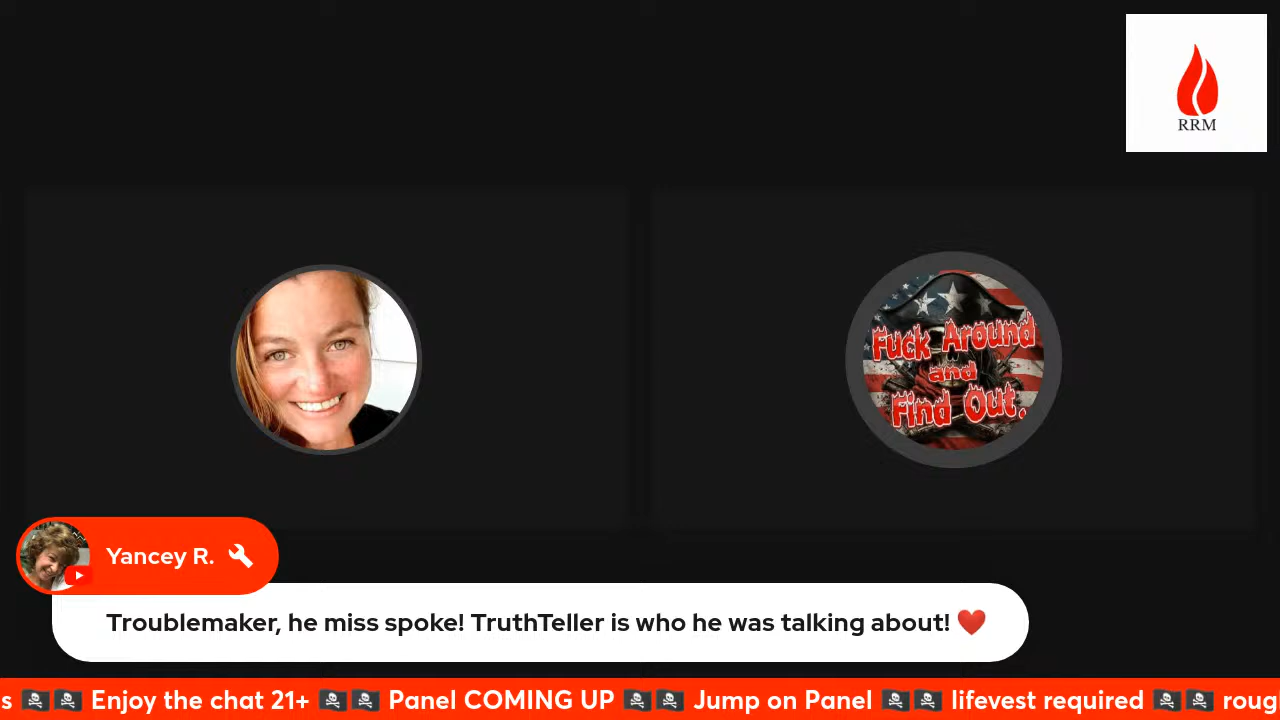 RRM
Fuck Around
and
Find Out.
Yancey R.
Troublemaker, he miss spoke! TruthTeller is who he was talking about! ❤️
s 🏴‍☠️🏴‍☠️ Enjoy the chat 21+ 🏴‍☠️🏴‍☠️ Panel COMING UP 🏴‍☠️🏴‍☠️ Jump on Panel 🏴‍☠️🏴‍☠️ lifevest required 🏴‍☠️🏴‍☠️ roug